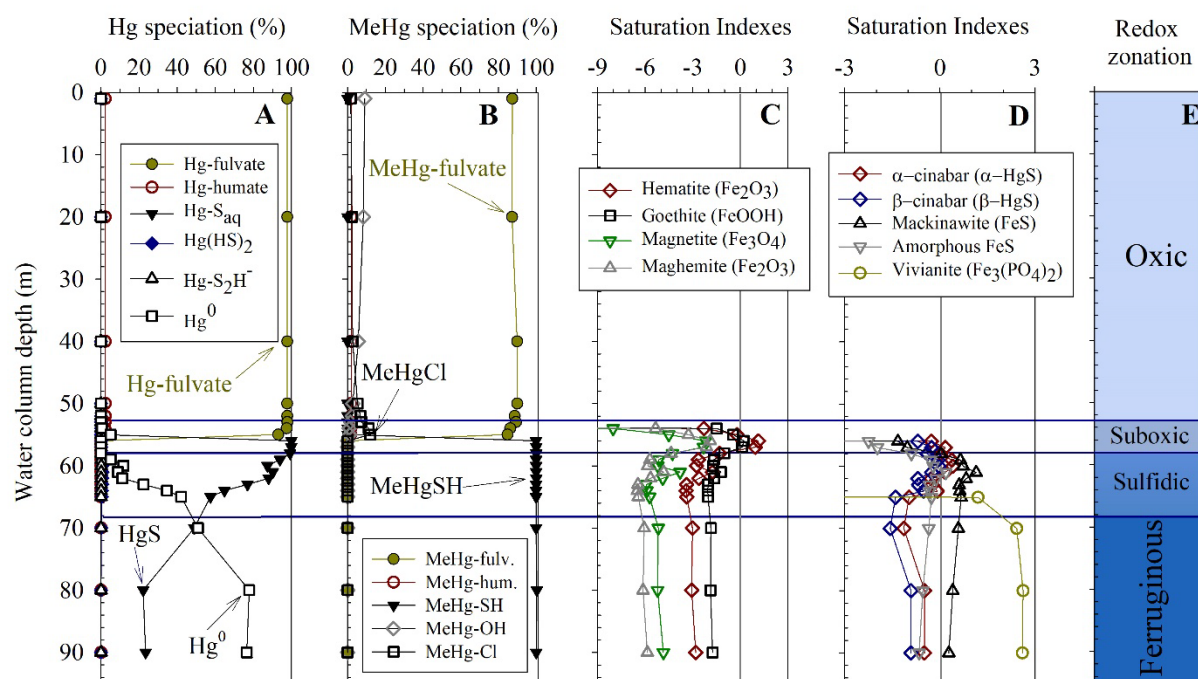 Hg speciation (%)
MeHg speciation (%)
Saturation Indexes
Saturation Indexes
Redox
zonation
0 20 40 60 80 100
0 20 40 60 80 100
-9 -6 -3 0 3
-3 0 3
Water column depth (m)
0
10
20
30
40
50
60
70
80
90
A
Hg-fulvate
Hg-humate
Hg-Saq
Hg(HS)2
Hg-S2H-
Hg0
Hg-fulvate
HgS
Hg0
B
MeHg-fulvate
MeHgCl
MeHgSH
MeHg-fulv.
MeHg-hum.
MeHg-SH
MeHg-OH
MeHg-Cl
C
Hematite (Fe2O3)
Goethite (FeOOH)
Magnetite (Fe3O4)
Maghemite (Fe2O3)
D
α-cinabar (α-HgS)
β-cinabar (β-HgS)
Mackinawite (FeS)
Amorphous FeS
Vivianite (Fe3(PO4)2)
E
Oxic
Suboxic
Sulfidic
Ferruginous